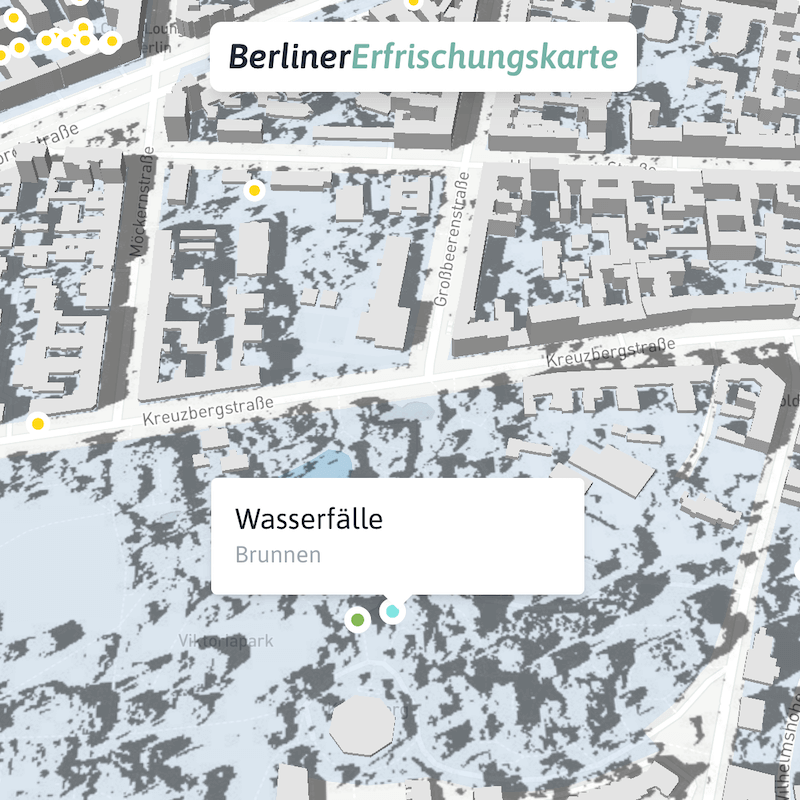 BerlinerErfrischungskarte
Möckernstraße
Großbeerenstraße
Kreuzbergstraße
Kreuzbergstraße
Wasserfälle
Brunnen
Viktoriapark